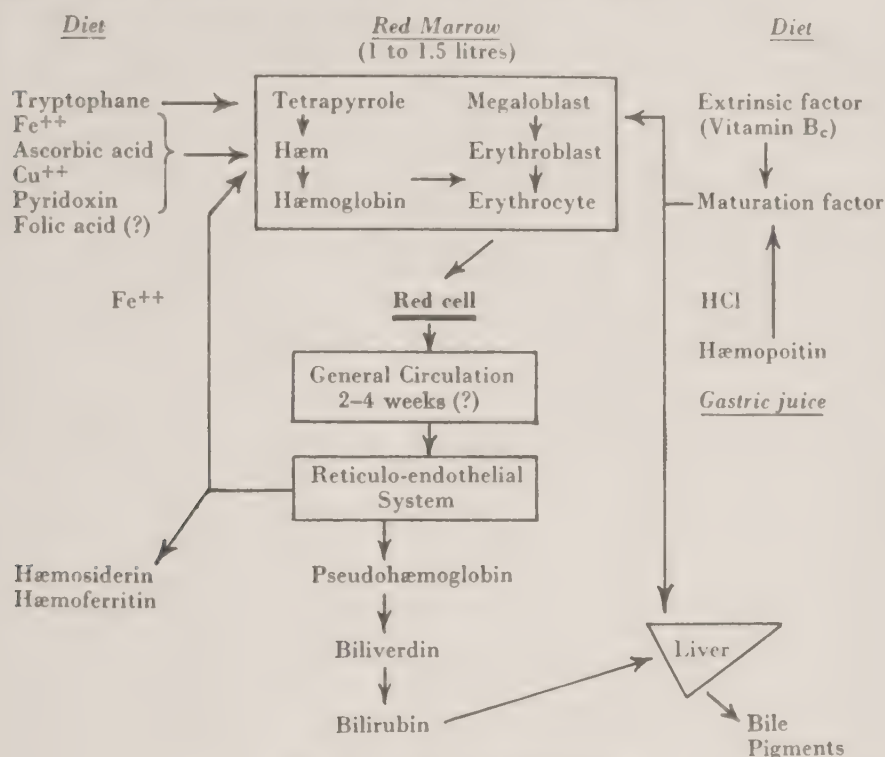 Diet
Red Marrow
(1 to 1.5 litres)
Diet
Tryptophane
Fe++
Ascorbic acid
Cu++
Pyridoxin
Folic acid (?)
Tetrapyrrole
Hæm
Hæmoglobin
Megaloblast
Erythroblast
Erythrocyte
Extrinsic factor
(Vitamin Bc)
Maturation factor
Fe++
Red cell
HCl
Hæmopoitin
Gastric juice
General Circulation
2–4 weeks (?)
Reticulo-endothelial
System
Hæmosiderin
Hæmoferritin
Pseudohæmoglobin
Biliverdin
Bilirubin
Liver
Bile
Pigments